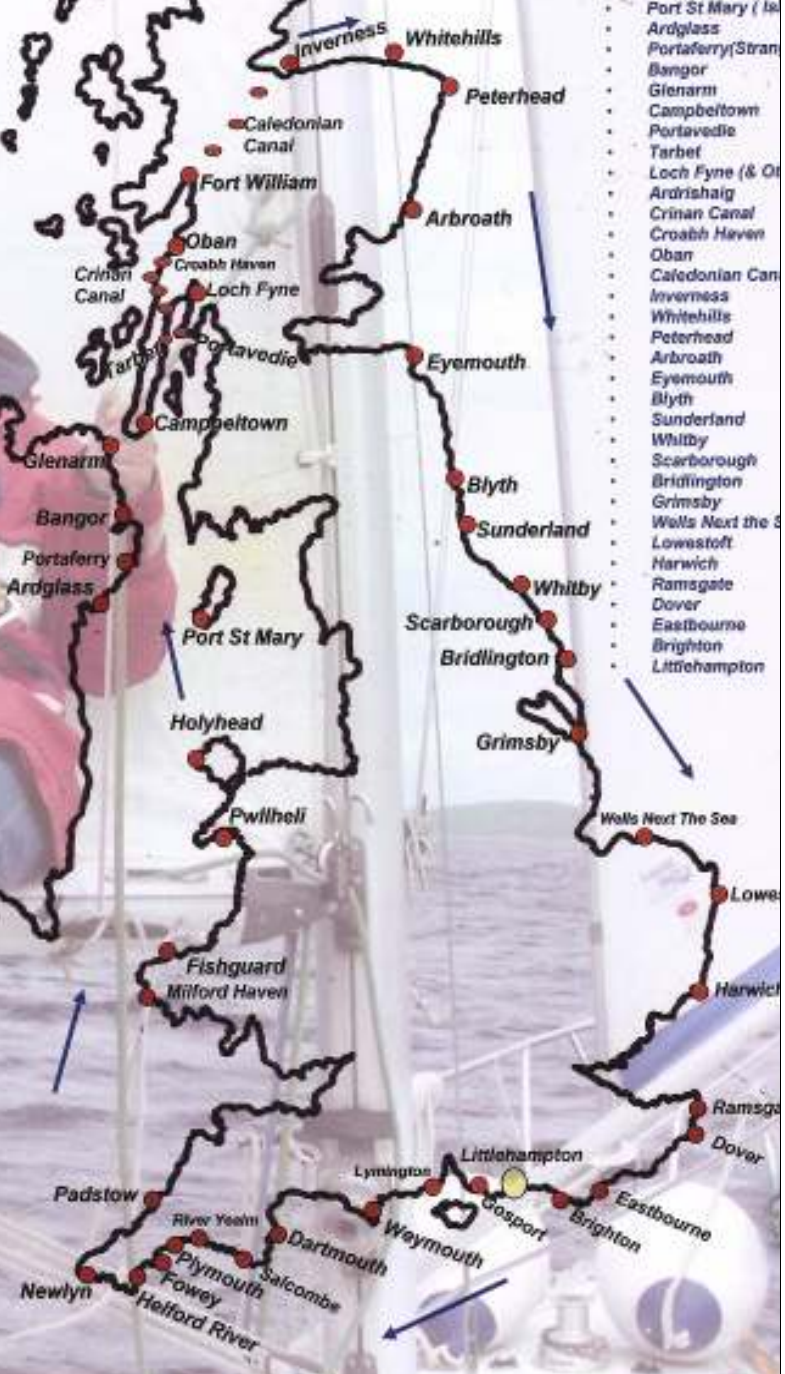 Inverness
Whitehills
Peterhead
Caledonian
Canal
Fort William
Arbroath
Oban
Croabh Haven
Crinan
Canal
Loch Fyne
Tarbet
Portavedie
Eyemouth
Campbeltown
Glenarm
Blyth
Bangor
Sunderland
Portaferry
Ardglass
Whitby
Scarborough
Port St Mary
Bridlington
Holyhead
Grimsby
Pwllheli
Wells Next The Sea
Lowes
Fishguard
Milford Haven
Harwich
Ramsga
Dover
Littlehampton
Lymington
Padstow
Gosport
Eastbourne
Brighton
River Yealm
Dartmouth
Weymouth
Plymouth
Salcombe
Fowey
Newlyn
Helford River
• Port St Mary ( Isl
• Ardglass
• Portaferry(Stran
• Bangor
• Glenarm
• Campbeltown
• Portavedie
• Tarbet
• Loch Fyne (& Ot
• Ardrishaig
• Crinan Canal
• Croabh Haven
• Oban
• Caledonian Can
• Inverness
• Whitehills
• Peterhead
• Arbroath
• Eyemouth
• Blyth
• Sunderland
• Whitby
• Scarborough
• Bridlington
• Grimsby
• Wells Next the S
• Lowestoft
• Harwich
• Ramsgate
• Dover
• Eastbourne
• Brighton
• Littlehampton